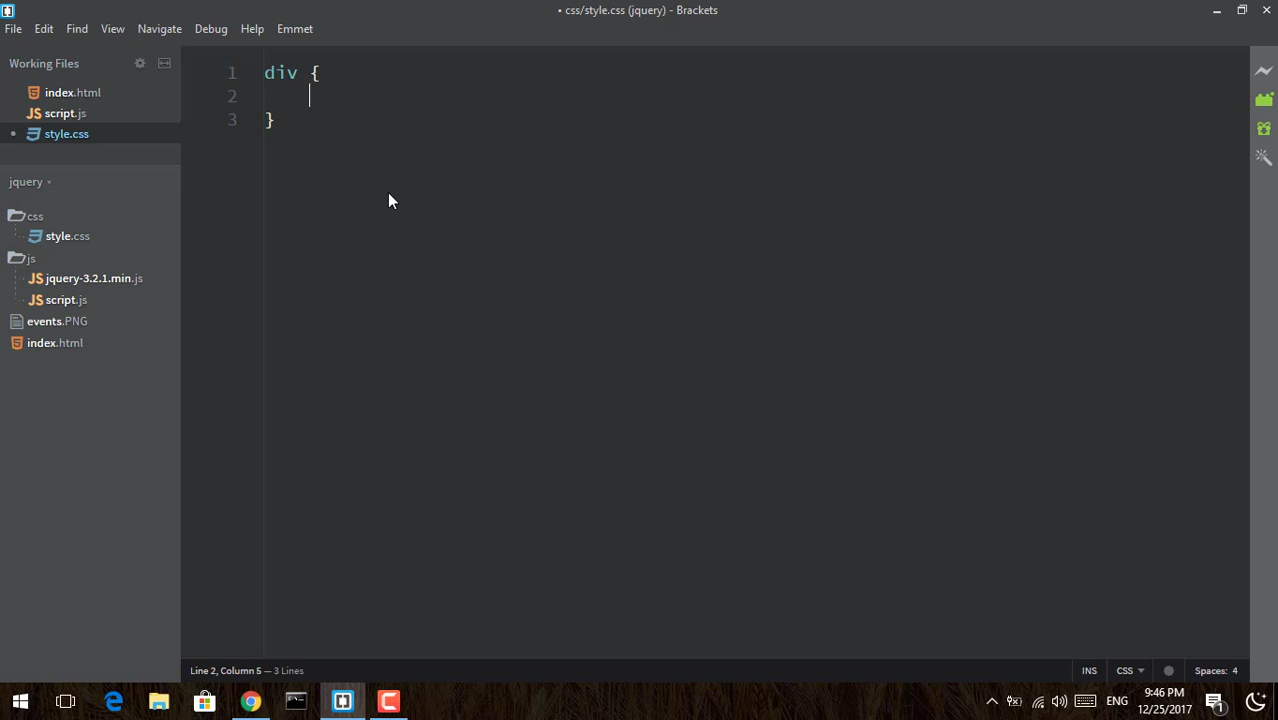 • css/style.css (jquery) - Brackets
File Edit Find View Navigate Debug Help Emmet
Working Files
index.html
script.js
style.css
jquery
css
style.css
js
jquery-3.2.1.min.js
script.js
events.PNG
index.html
1 div {
2
3 }
Line 2, Column 5 — 3 Lines
INS CSS Spaces: 4
ENG
9:46 PM
12/25/2017
1